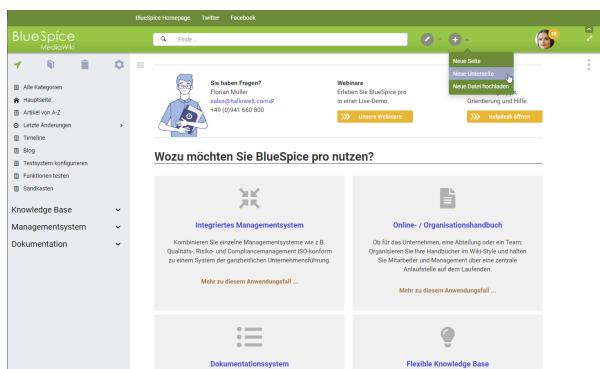 BlueSpice Homepage Twitter Facebook
BlueSpice
MediaWiki
Finde...
Neue Seite
Neue Unterseite
Neue Datei hochladen
Alle Kategorien
Hauptseite
Artikel von A-Z
Letzte Änderungen
Timeline
Blog
Testsystem konfigurieren
Funktionen testen
Sandkasten
Knowledge Base
Managementsystem
Dokumentation
Sie haben Fragen?
Florian Müller
sales@hallowelt.com
+49 (0)941 660 800
Webinare
Erleben Sie BlueSpice pro
in einer Live-Demo.
Unsere Webinare
Orientierung und Hilfe.
Helpdesk öffnen
Wozu möchten Sie BlueSpice pro nutzen?
Integriertes Managementsystem
Kombinieren Sie einzelne Managementsysteme wie z.B.
Qualitäts-, Risiko- und Compliancemanagement ISO-konform
zu einem System der ganzheitlichen Unternehmensführung.
Mehr zu diesem Anwendungsfall ...
Online- / Organisationshandbuch
Ob für das Unternehmen, eine Abteilung oder ein Team:
Organisieren Sie Ihre Handbücher im Wiki-Style und halten
Sie Mitarbeiter und Management über eine zentrale
Anlaufstelle auf dem Laufenden.
Mehr zu diesem Anwendungsfall ...
Dokumentationssystem
Flexible Knowledge Base